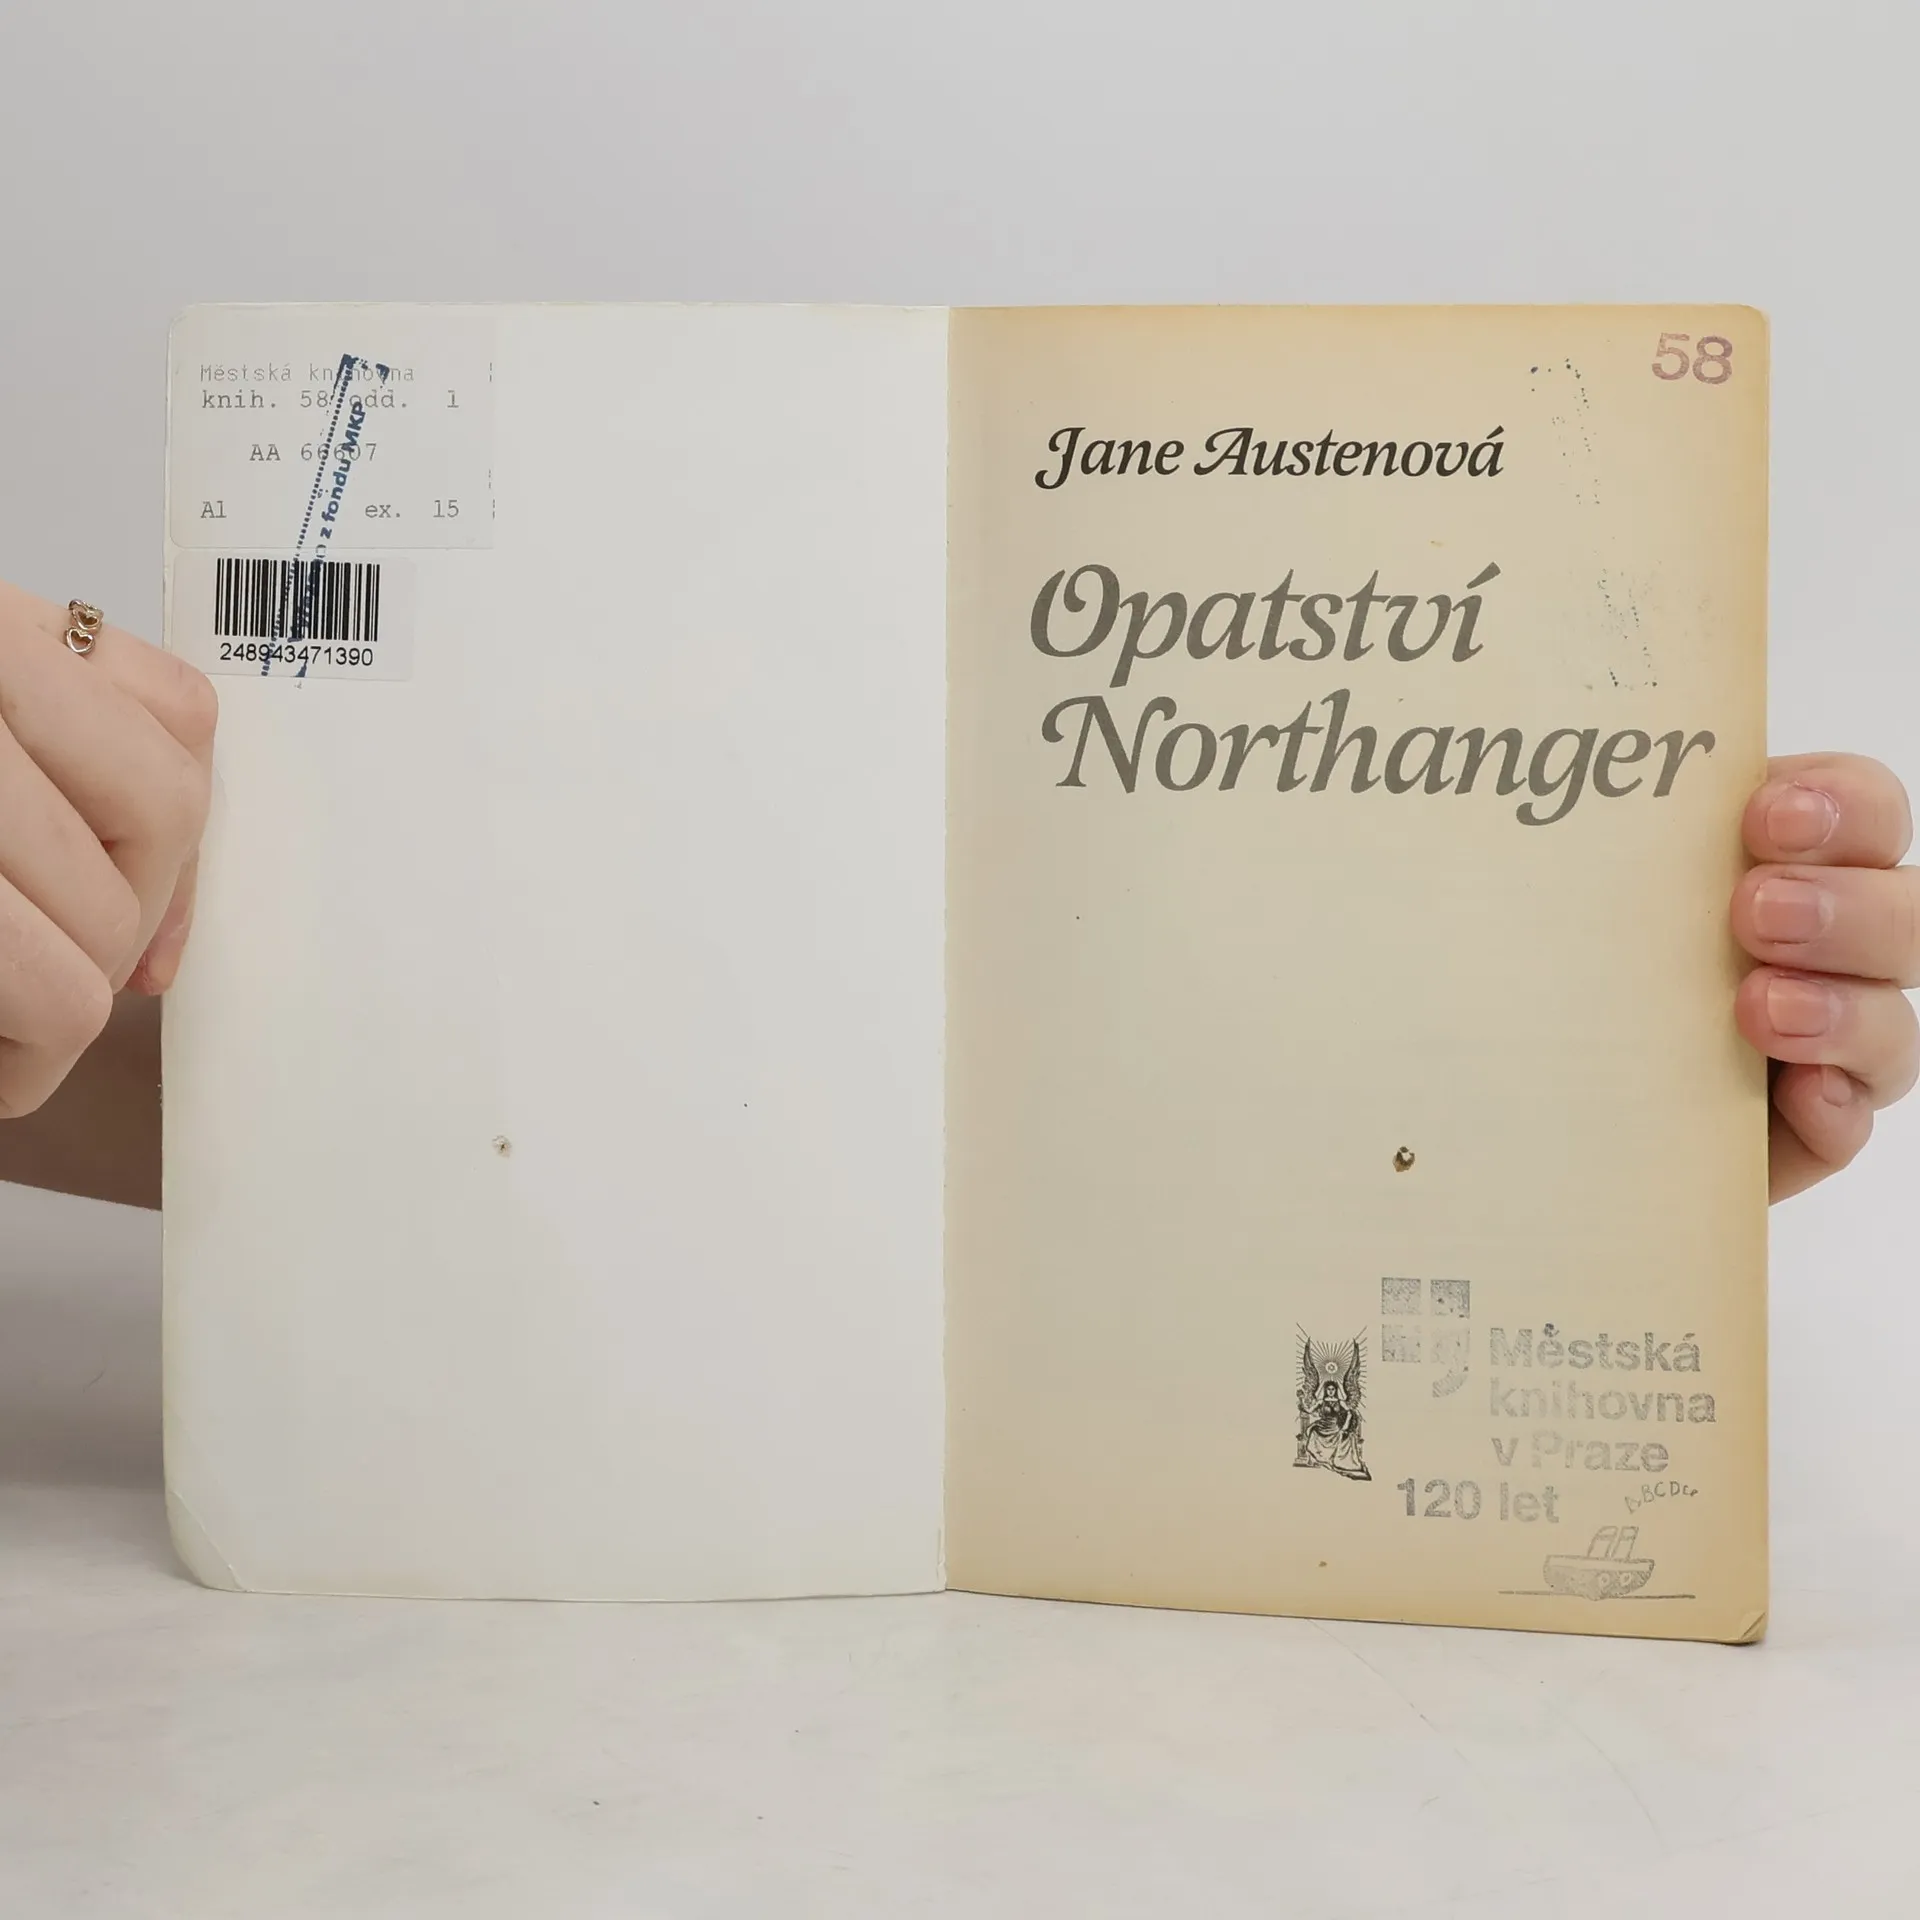 Městská knihovna
knih. 58 odd. 1
AA 66607
A1 ex. 15
z fondu MKP
248943471390
58
Jane Austenová
Opatství
Northanger
Městská
knihovna
v Praze
120 let
ABCD